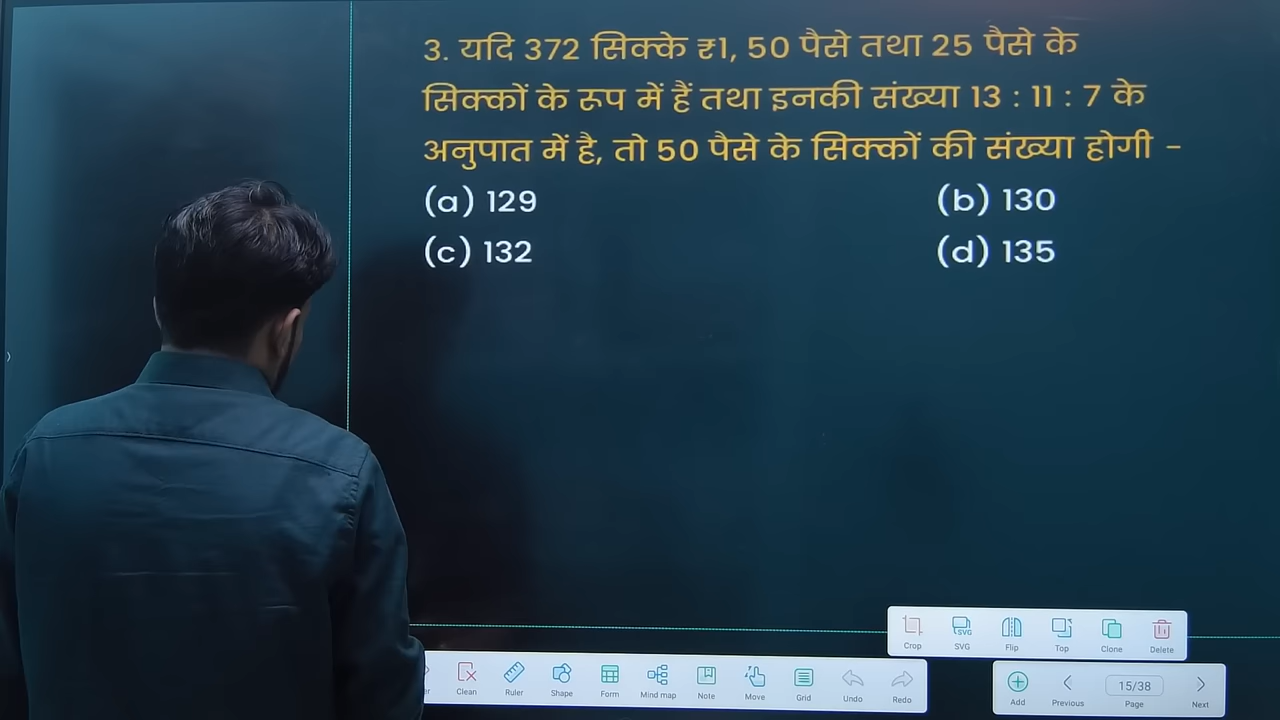 3. यदि 372 सिक्के ₹1, 50 पैसे तथा 25 पैसे के
सिक्कों के रूप में हैं तथा इनकी संख्या 13 : 11 : 7 के
अनुपात में है, तो 50 पैसे के सिक्कों की संख्या होगी -
(a) 129 (b) 130
(c) 132 (d) 135
Crop SVG Flip Top Clone Delete
Clean Ruler Shape Form Mind map Note Move Grid Undo Redo
Add Previous 15/38 Page Next